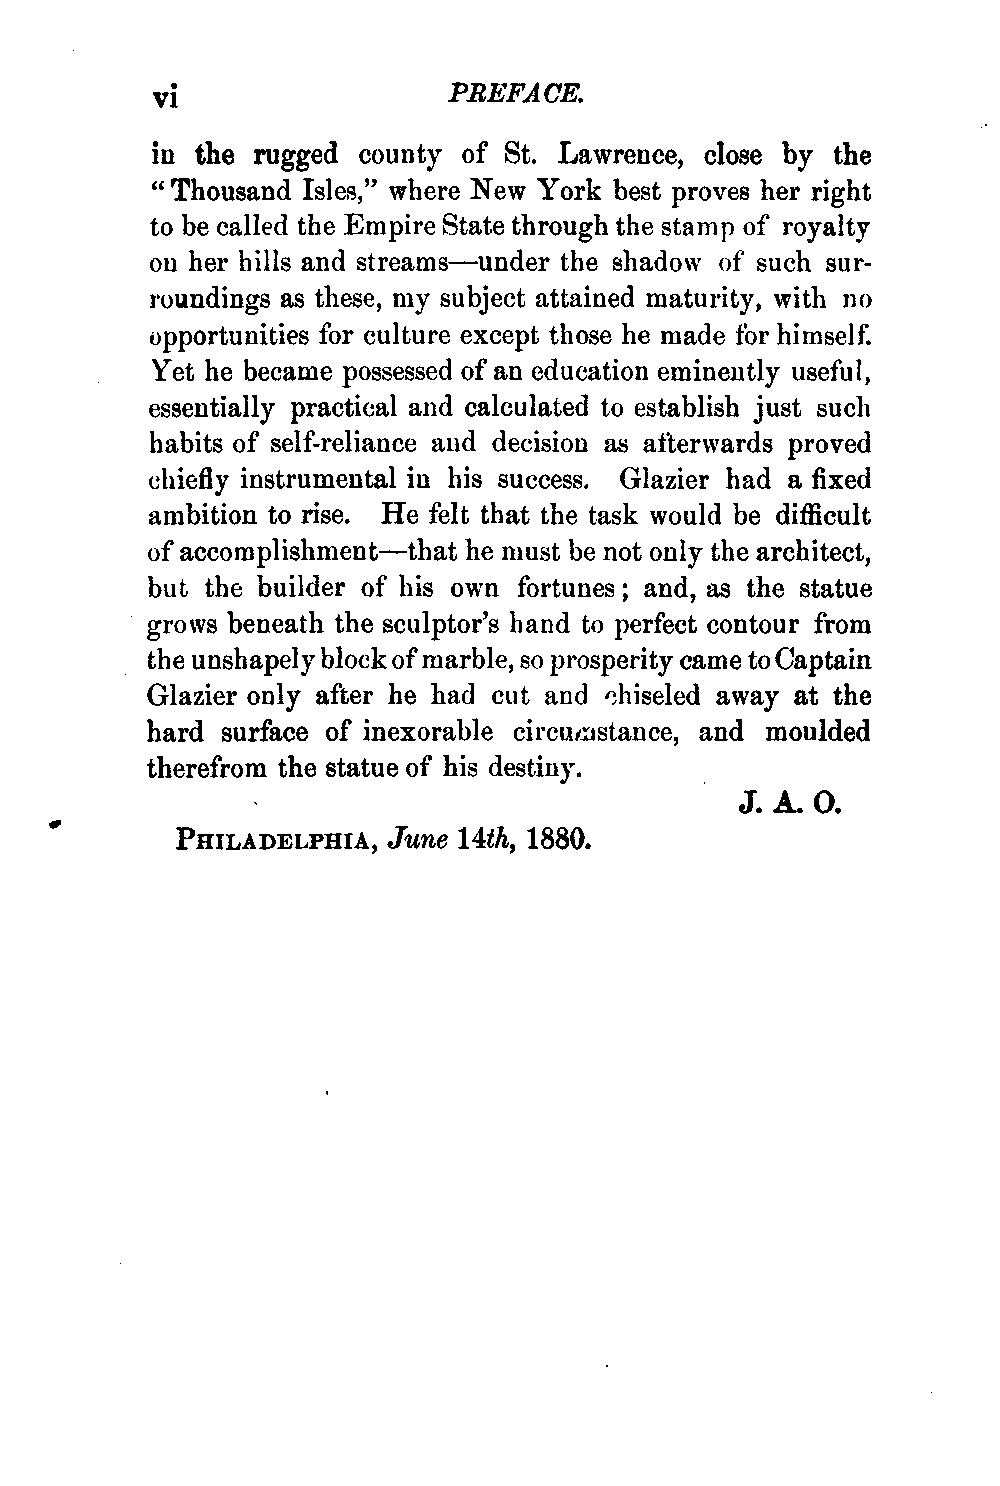 vi PREFACE.
in the rugged county of St. Lawrence, close by the
"Thousand Isles," where New York best proves her right
to be called the Empire State through the stamp of royalty
on her hills and streams—under the shadow of such sur-
roundings as these, my subject attained maturity, with no
opportunities for culture except those he made for himself.
Yet he became possessed of an education eminently useful,
essentially practical and calculated to establish just such
habits of self-reliance and decision as afterwards proved
chiefly instrumental in his success. Glazier had a fixed
ambition to rise. He felt that the task would be difficult
of accomplishment—that he must be not only the architect,
but the builder of his own fortunes; and, as the statue
grows beneath the sculptor's hand to perfect contour from
the unshapely block of marble, so prosperity came to Captain
Glazier only after he had cut and chiseled away at the
hard surface of inexorable circumstance, and moulded
therefrom the statue of his destiny.
J. A. O.
PHILADELPHIA, June 14th, 1880.